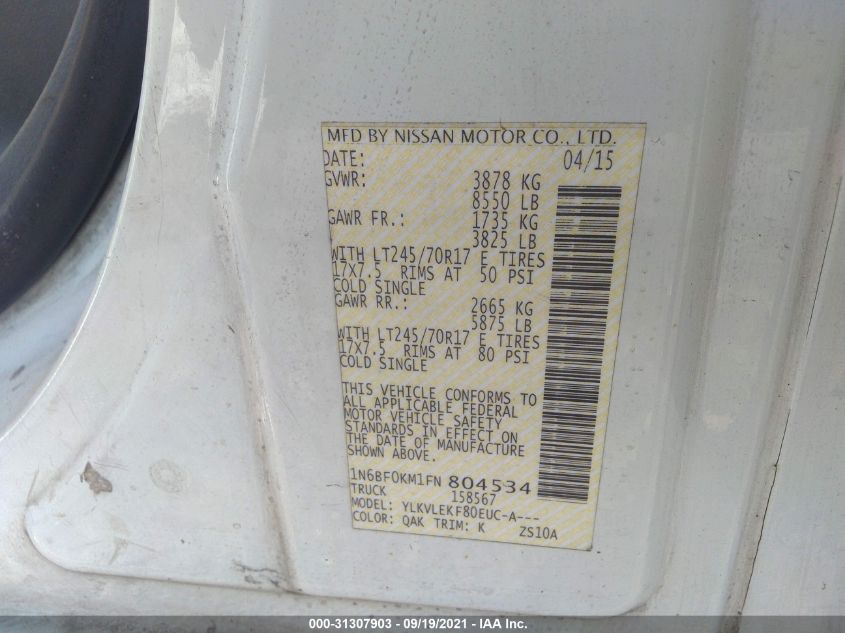 MFD BY NISSAN MOTOR CO., LTD.
DATE: 04/15
GVWR: 3878 KG
8550 LB
GAWR FR.: 1735 KG
3825 LB
WITH LT245/70R17 E TIRES
17X7.5 RIMS AT 50 PSI
COLD SINGLE
GAWR RR.: 2665 KG
5875 LB
WITH LT245/70R17 E TIRES
17X7.5 RIMS AT 80 PSI
COLD SINGLE
THIS VEHICLE CONFORMS TO
ALL APPLICABLE FEDERAL
MOTOR VEHICLE SAFETY
STANDARDS IN EFFECT ON
THE DATE OF MANUFACTURE
SHOWN ABOVE.
1N6BF0KM1FN 804534
TRUCK 158567
MODEL: YLKVLEKF80EUC-A---
COLOR: QAK TRIM: K ZS10A
000-31307903 - 09/19/2021 - IAA Inc.